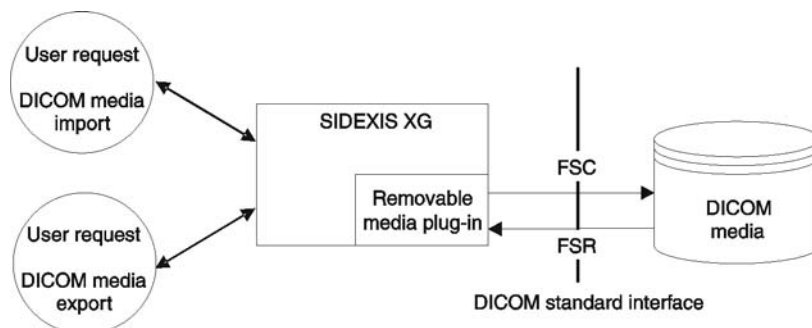 User request
DICOM media
import
SIDEXIS XG
Removable
media plug-in
User request
DICOM media
export
FSC
FSR
DICOM standard interface
DICOM
media